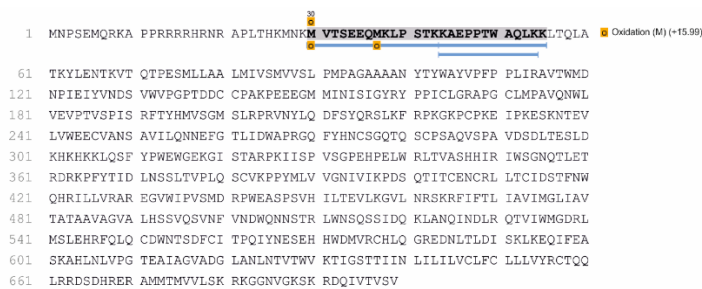 30
1 MNPSEMQRKA PPRRRRHRNR APLTHKMNKM VTSEEQMKLP STKKAEPPTW AQLKKLTQLA
o Oxidation (M) (+15.99)
61 TKYLENTKVT QTPESMLLAA LMIVSMVVSL PMPAGAAAAN YTYWAYVPFP PLIRAVTWMD
121 NPIEIYVNDS VWVPGPTDDC CPAKPEEEGM MINISIGYRY PPICLGRAPG CLMPAVQNWL
181 VEVPTVSPIS RFTYHMVSGM SLRPRVNYLQ DFSYQRSLKF RPKGKPCPKE IPKESKNTEV
241 LVWEECVANS AVILQNNEFG TLIDWAPRGQ FYHNCSGQTQ SCPSAQVSPA VDSDLTESLD
301 KHKHKKLQSF YPWEWGEKGI STARPKIISP VSGPEHPELW RLTVASHHIR IWSGNQTLET
361 RDRKPFYTID LNSSLTVPLQ SCVKPPYMLV VGNIVIKPDS QTITCENCRL LTCIDSTFNW
421 QHRILLVRAR EGVWIPVSMD RPWEASPSVH ILTEVLKGVL NRSKRFIFTL IAVIMGLIAV
481 TATAAVAGVA LHSSVQSVNF VNDWQNNSTR LWNSQSSIDQ KLANQINDLR QTVIWMGDRL
541 MSLEHRFQLQ CDWNTSDFCI TPQIYNESEH HWDMVRCHLQ GREDNLTLDI SKLKEQIFEA
601 SKAHLNLVPG TEAIAGVADG LANLNTVTWV KTIGSTTIIN LILILVCLFC LLLVYRCTQQ
661 LRRDSDHRER AMMTMVVLSK RKGGNVGKSK RDQIVTVSV